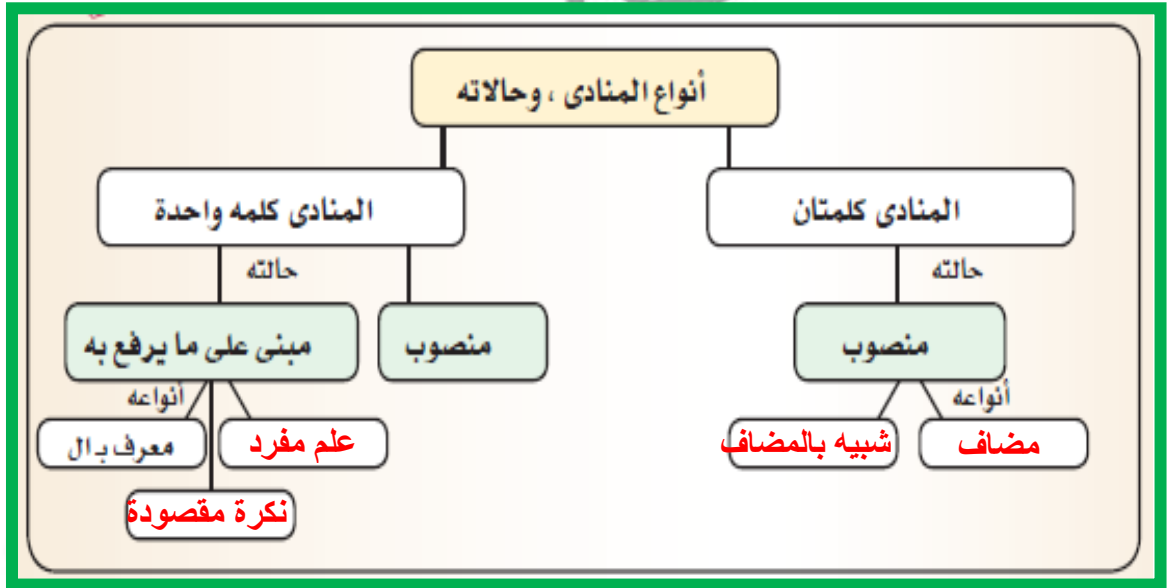 أنواع المنادى ، وحالاته
المنادى كلمتان
المنادى كلمه واحدة
حالته
حالته
منصوب
منصوب
مبنى على ما يرفع به
أنواعه
أنواعه
مضاف
شبيه بالمضاف
علم مفرد
معرف بـ ال
نكرة مقصودة